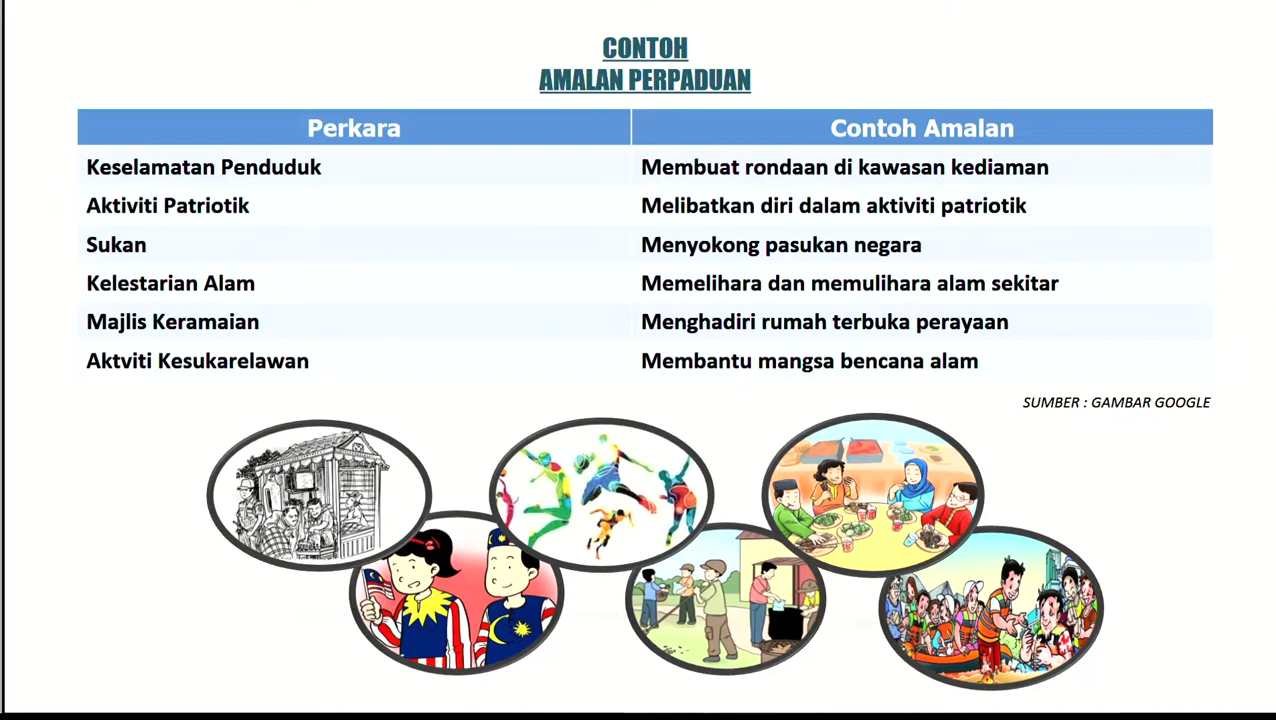 CONTOH
AMALAN PERPADUAN
Perkara Contoh Amalan
Keselamatan Penduduk Membuat rondaan di kawasan kediaman
Aktiviti Patriotik Melibatkan diri dalam aktiviti patriotik
Sukan Menyokong pasukan negara
Kelestarian Alam Memelihara dan memulihara alam sekitar
Majlis Keramaian Menghadiri rumah terbuka perayaan
Aktviti Kesukarelawan Membantu mangsa bencana alam
SUMBER : GAMBAR GOOGLE